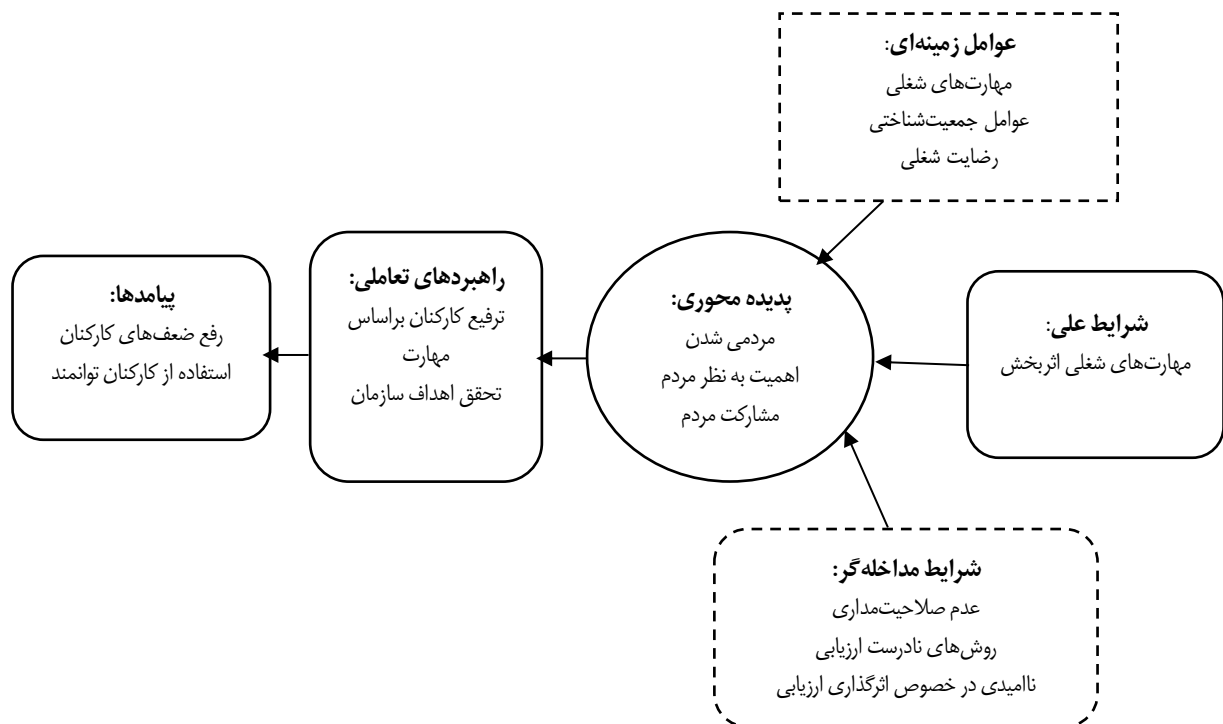 عوامل زمینه‌ای:
مهارت‌های شغلی
عوامل جمعیت‌شناختی
رضایت شغلی
شرایط علی:
مهارت‌های شغلی اثربخش
پدیده محوری:
مردمی شدن
اهمیت به نظر مردم
مشارکت مردم
راهبردهای تعاملی:
ترفیع کارکنان براساس
مهارت
تحقق اهداف سازمان
پیامدها:
رفع ضعف‌های کارکنان
استفاده از کارکنان توانمند
شرایط مداخله‌گر:
عدم صلاحیت‌مداری
روش‌های نادرست ارزیابی
ناامیدی در خصوص اثرگذاری ارزیابی